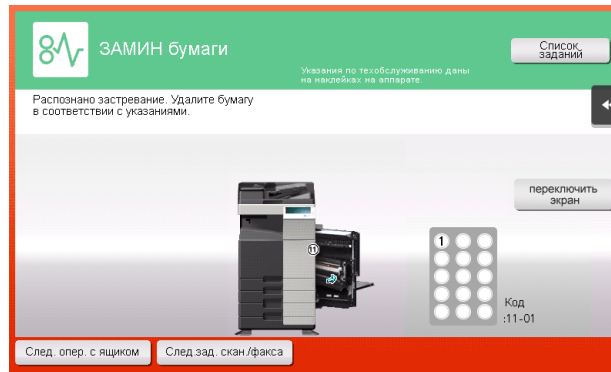 ЗАМИН бумаги
Список
заданий
Указания по техобслуживанию даны
на наклейках на аппарате.
Распознано застревание. Удалите бумагу
в соответствии с указаниями.
переключить
экран
11
1
Код
:11-01
След. опер. с ящиком
След.зад. скан./факса